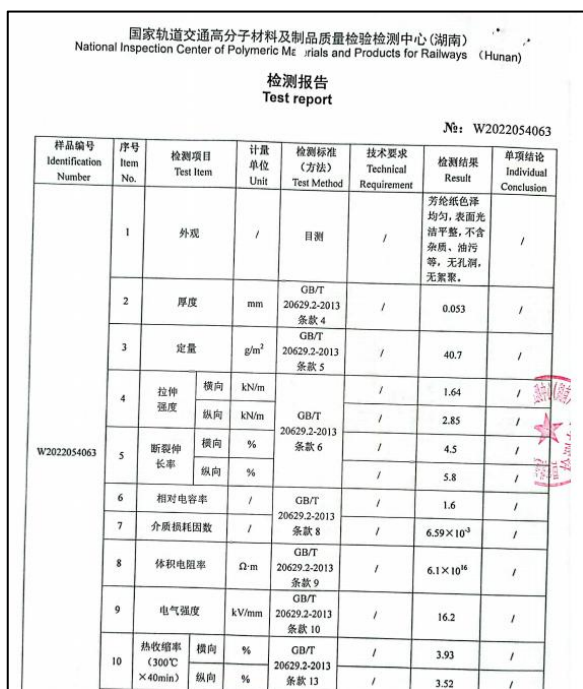 国家轨道交通高分子材料及制品质量检验检测中心(湖南)
National Inspection Center of Polymeric Materials and Products for Railways (Hunan)
检测报告
Test report
№: W2022054063
样品编号 Identification Number 序号 Item No. 检测项目 Test Item 计量单位 Unit 检测标准(方法) Test Method 技术要求 Technical Requirement 检测结果 Result 单项结论 Individual Conclusion
W2022054063
1 外观 / 目测 / 芳纶纸色泽均匀,表面光洁平整,不含杂质、油污等,无孔洞,无絮聚。 /
2 厚度 mm GB/T 20629.2-2013 条款 4 / 0.053 /
3 定量 g/m² GB/T 20629.2-2013 条款 5 / 40.7 /
4 拉伸强度 横向 kN/m GB/T 20629.2-2013 条款 6 / 1.64 /
纵向 kN/m / 2.85 /
5 断裂伸长率 横向 % / 4.5 /
纵向 % / 5.8 /
6 相对电容率 / GB/T 20629.2-2013 条款 8 / 1.6 /
7 介质损耗因数 / / 6.59×10⁻³ /
8 体积电阻率 Ω·m GB/T 20629.2-2013 条款 9 / 6.1×10¹⁶ /
9 电气强度 kV/mm GB/T 20629.2-2013 条款 10 / 16.2 /
10 热收缩率(300℃×40min) 横向 % GB/T 20629.2-2013 条款 13 / 3.93 /
纵向 % / 3.52 /